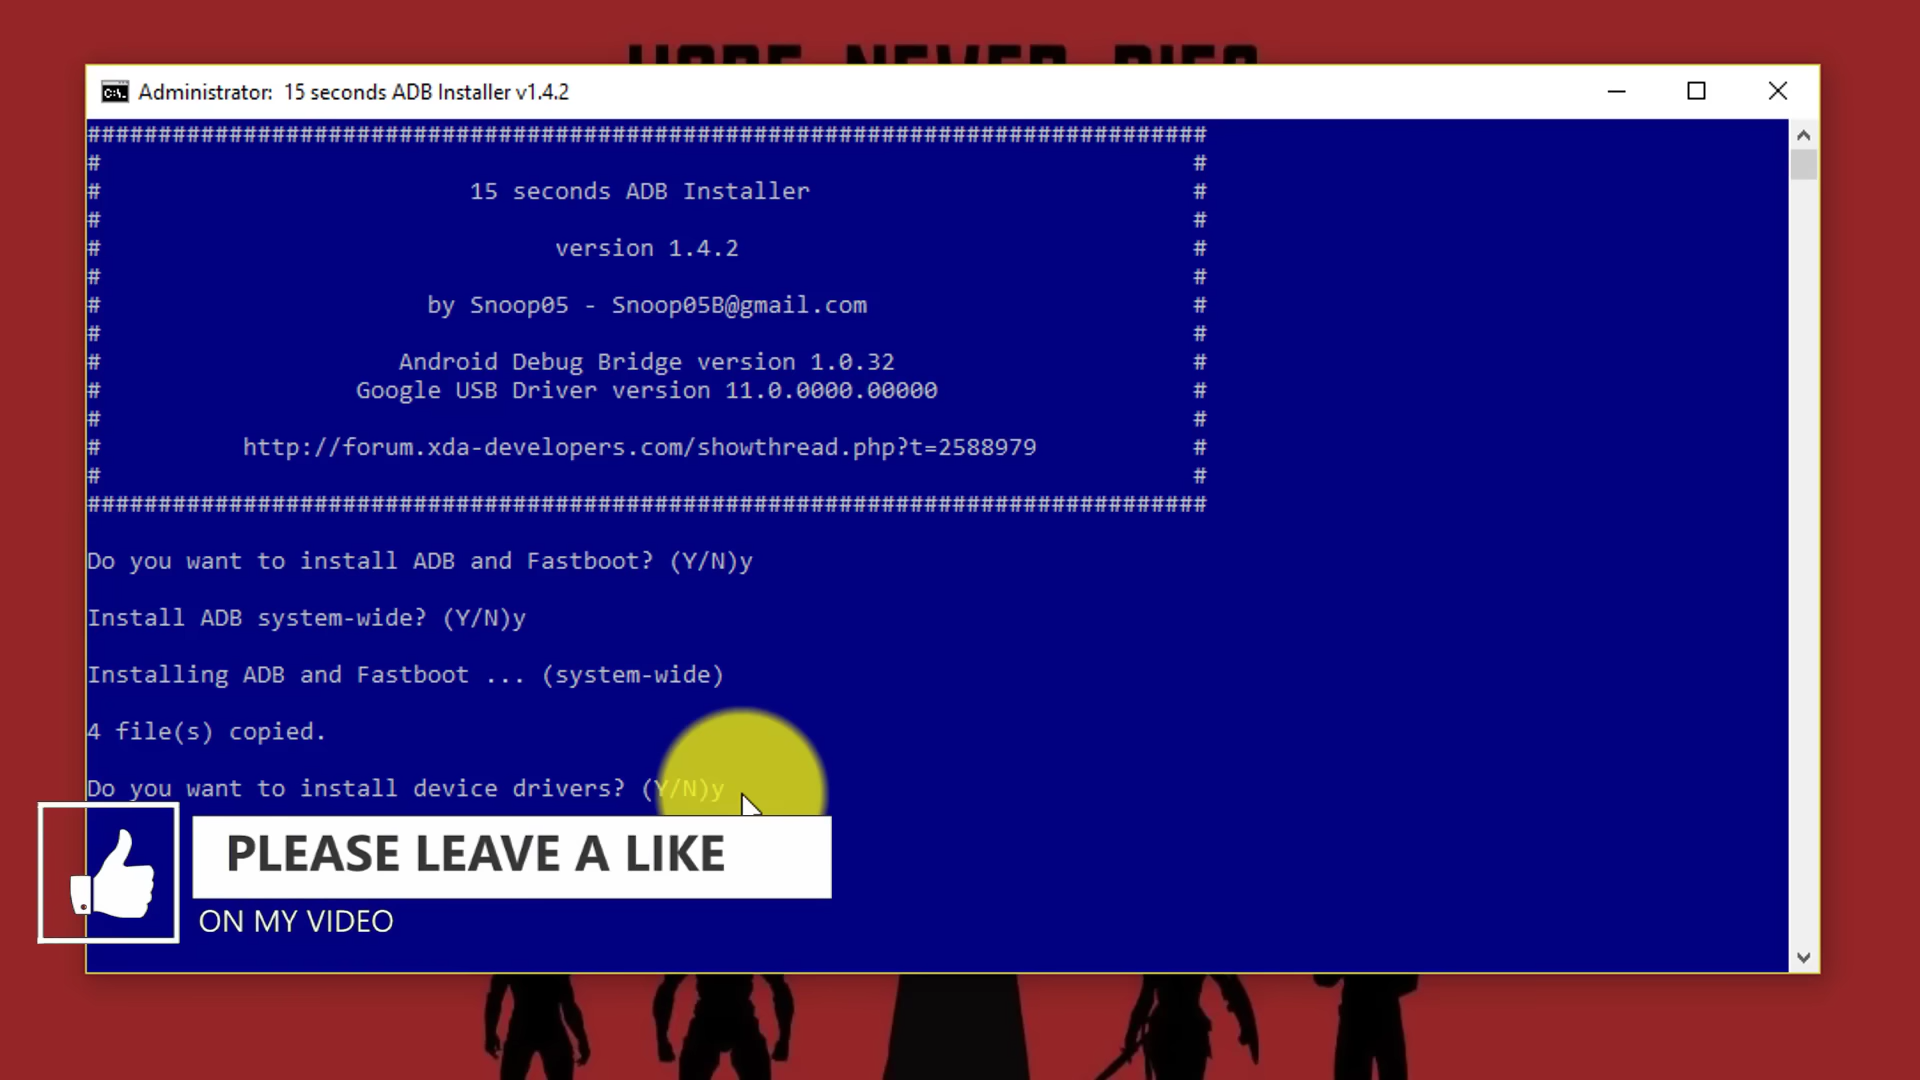 HOPE NEVER DIES
Administrator:  15 seconds ADB Installer v1.4.2
###############################################################################
#                                                                             #
#                          15 seconds ADB Installer                           #
#                                                                             #
#                                version 1.4.2                                #
#                                                                             #
#                       by Snoop05 - Snoop05B@gmail.com                       #
#                                                                             #
#                     Android Debug Bridge version 1.0.32                     #
#                  Google USB Driver version 11.0.0000.00000                  #
#                                                                             #
#          http://forum.xda-developers.com/showthread.php?t=2588979           #
#                                                                             #
###############################################################################
Do you want to install ADB and Fastboot? (Y/N)y
Install ADB system-wide? (Y/N)y
Installing ADB and Fastboot ... (system-wide)
4 file(s) copied.
Do you want to install device drivers? (Y/N)y
PLEASE LEAVE A LIKE
ON MY VIDEO